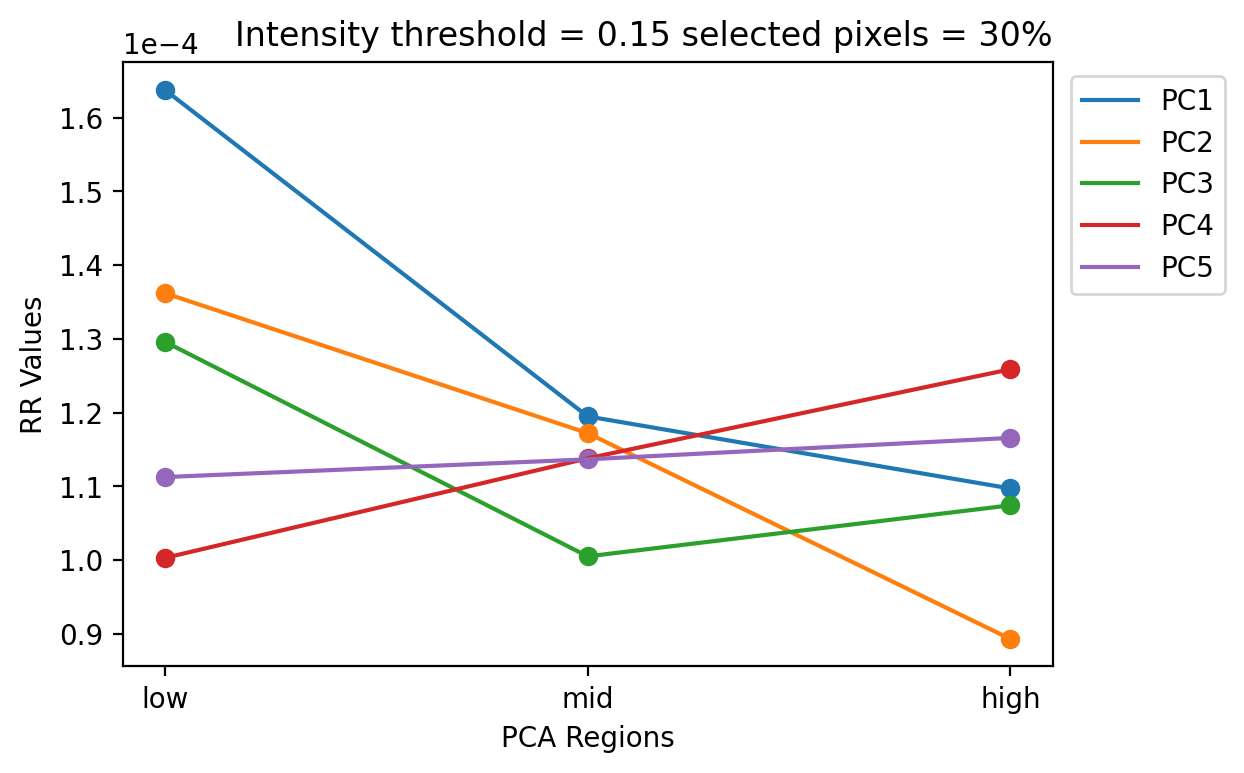 Intensity threshold = 0.15 selected pixels = 30%
1e−4
1.6
1.5
1.4
1.3
1.2
1.1
1.0
0.9
RR Values
low
mid
high
PCA Regions
PC1
PC2
PC3
PC4
PC5